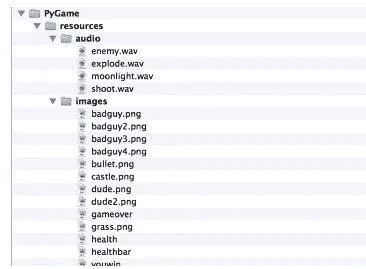 PyGame
resources
audio
enemy.wav
explode.wav
moonlight.wav
shoot.wav
images
badguy.png
badguy2.png
badguy3.png
badguy4.png
bullet.png
castle.png
dude.png
dude2.png
gameover
grass.png
health
healthbar
youwin